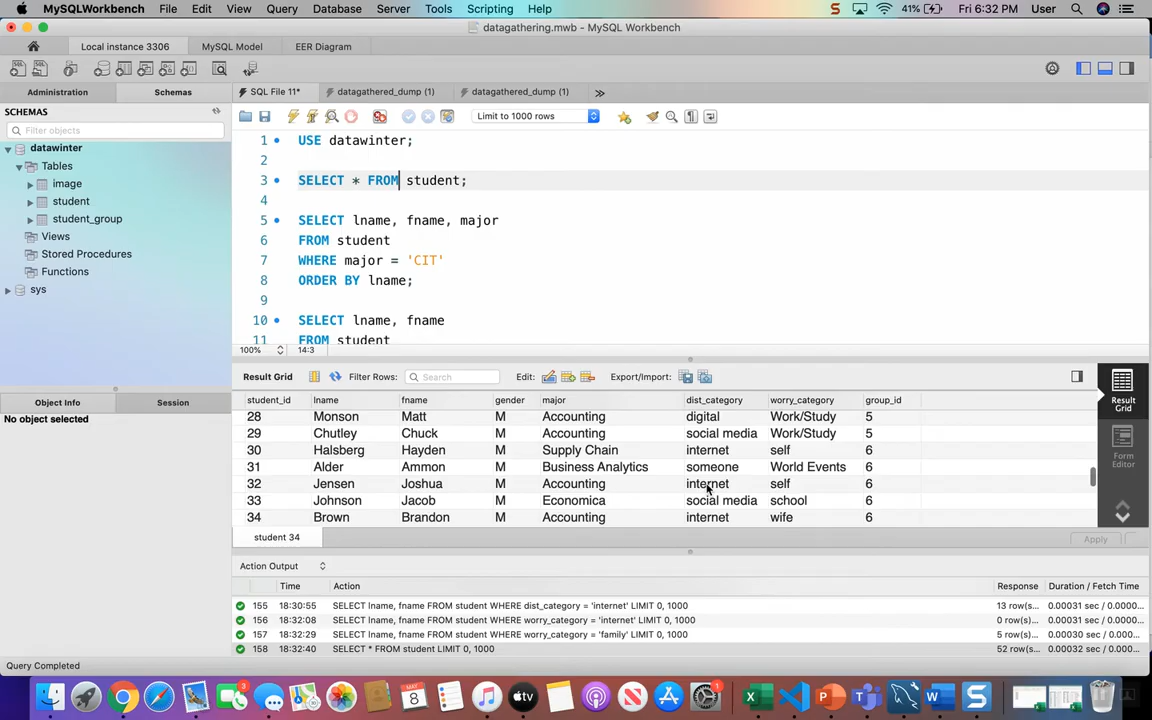 MySQLWorkbench File Edit View Query Database Server Tools Scripting Help 41% Fri 6:32 PM User
datagathering.mwb - MySQL Workbench
Local instance 3306 MySQL Model EER Diagram
Administration Schemas SQL File 11* datagathered_dump (1) datagathered_dump (1)
SCHEMAS
Filter objects
Limit to 1000 rows
datawinter
Tables
image
student
student_group
Views
Stored Procedures
Functions
sys
1 USE datawinter;
2
3 SELECT * FROM student;
4
5 SELECT lname, fname, major
6 FROM student
7 WHERE major = 'CIT'
8 ORDER BY lname;
9
10 SELECT lname, fname
11 FROM student
100% 14:3
Result Grid Filter Rows: Search Edit: Export/Import:
Object Info Session
No object selected
student_id lname fname gender major dist_category worry_category group_id
28 Monson Matt M Accounting digital Work/Study 5
29 Chutley Chuck M Accounting social media Work/Study 5
30 Halsberg Hayden M Supply Chain internet self 6
31 Alder Ammon M Business Analytics someone World Events 6
32 Jensen Joshua M Accounting internet self 6
33 Johnson Jacob M Economica social media school 6
34 Brown Brandon M Accounting internet wife 6
Result Grid
Form Editor
student 34 Apply
Action Output
Time Action Response Duration / Fetch Time
155 18:30:55 SELECT lname, fname FROM student WHERE dist_category = 'internet' LIMIT 0, 1000 13 row(s... 0.00031 sec / 0.0000...
156 18:32:08 SELECT lname, fname FROM student WHERE worry_category = 'internet' LIMIT 0, 1000 0 row(s)... 0.00031 sec / 0.0000...
157 18:32:29 SELECT lname, fname FROM student WHERE worry_category = 'family' LIMIT 0, 1000 5 row(s)... 0.00030 sec / 0.0000...
158 18:32:40 SELECT * FROM student LIMIT 0, 1000 52 row(s... 0.00032 sec / 0.0000...
Query Completed
3 MAY 8 tv